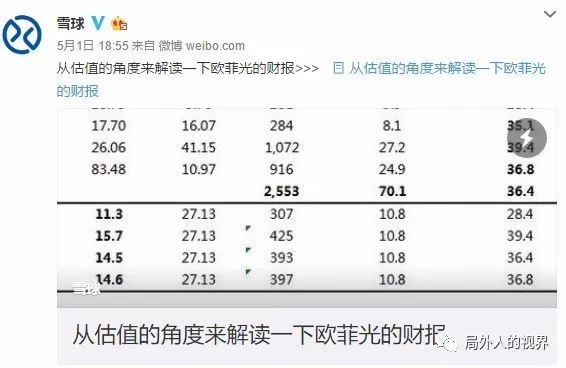 雪球
5月1日 18:55 来自 微博 weibo.com
从估值的角度来解读一下欧菲光的财报>>> 从估值的角度来解读一下欧菲光
的财报
17.70 16.07 284 8.1 35.1
26.06 41.15 1,072 27.2 39.4
83.48 10.97 916 24.9 36.8
2,553 70.1 36.4
11.3 27.13 307 10.8 28.4
15.7 27.13 425 10.8 39.4
14.5 27.13 393 10.8 36.4
14.6 27.13 397 10.8 36.8
雪球
从估值的角度来解读一下欧菲光的财报
局外人的视界